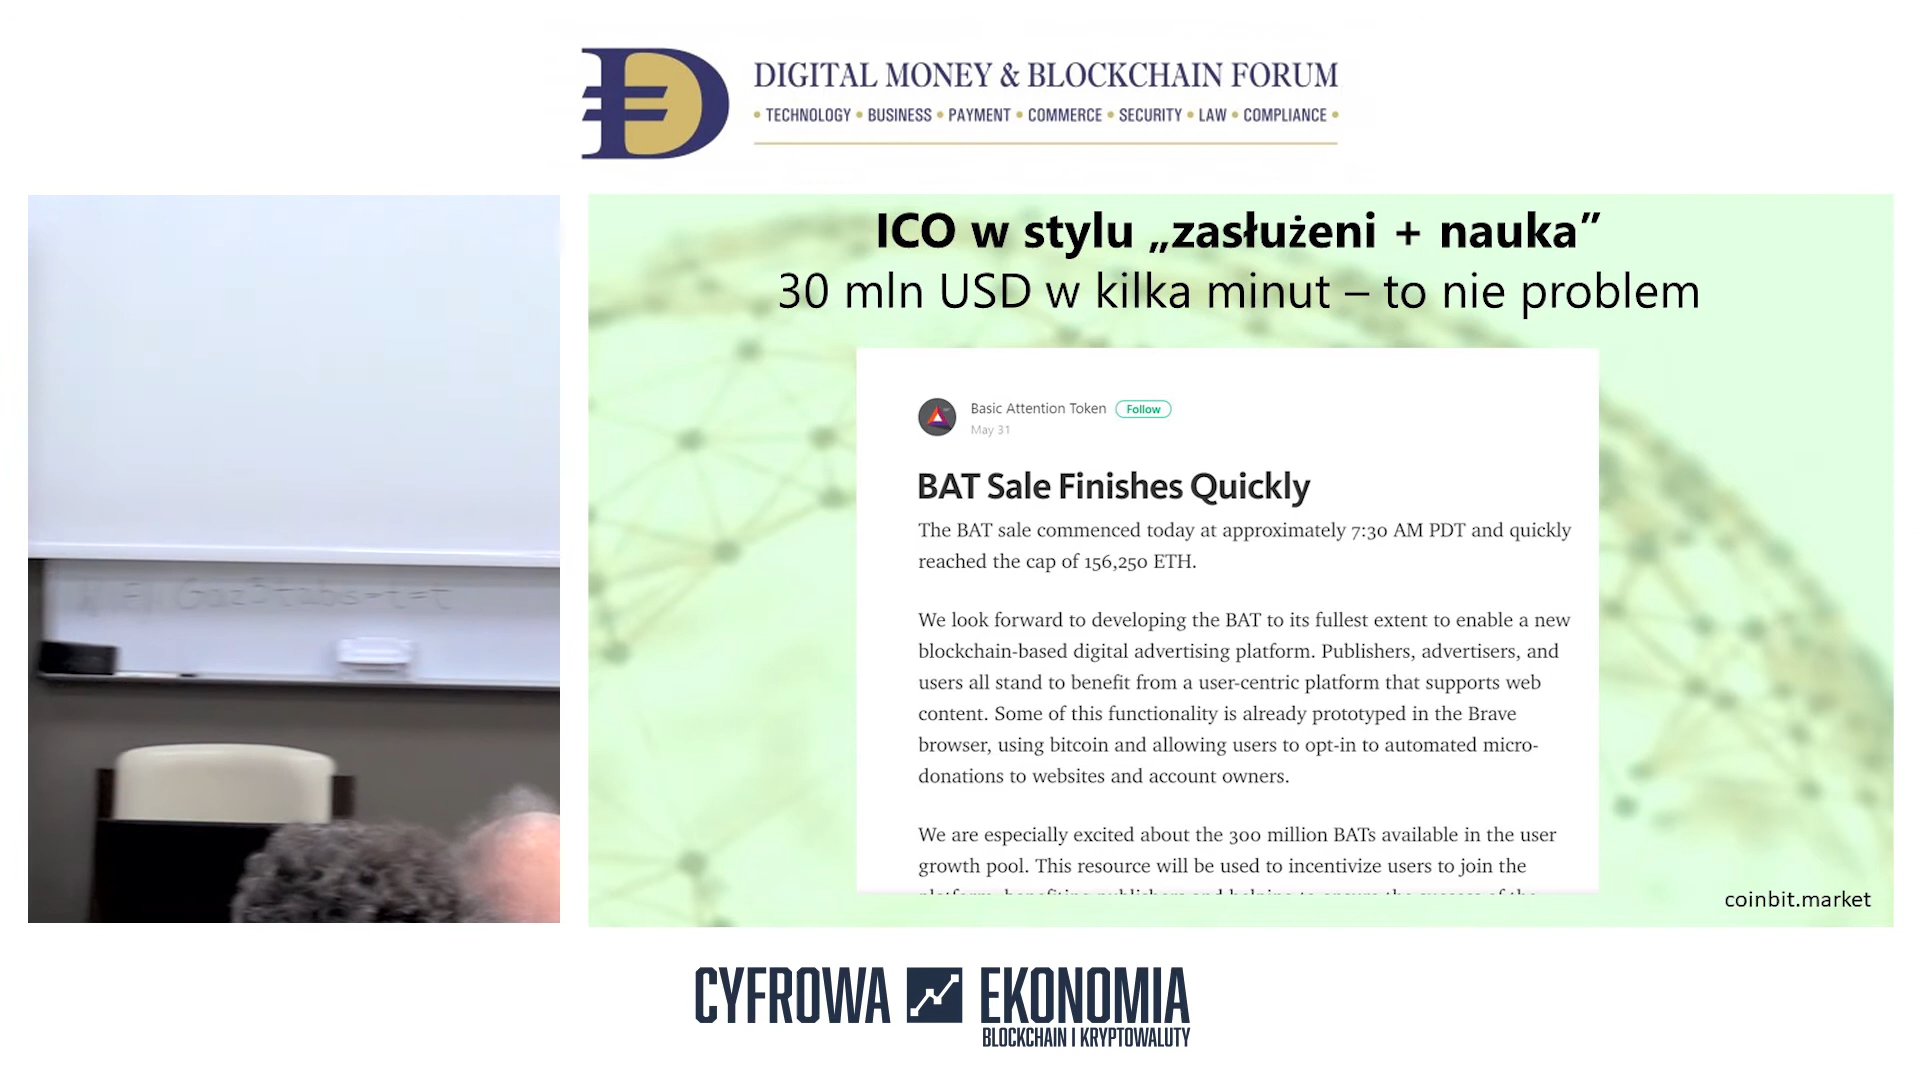 DIGITAL MONEY & BLOCKCHAIN FORUM
• TECHNOLOGY • BUSINESS • PAYMENT • COMMERCE • SECURITY • LAW • COMPLIANCE •
ICO w stylu „zasłużeni + nauka”
30 mln USD w kilka minut – to nie problem
Basic Attention Token Follow
May 31
BAT Sale Finishes Quickly
The BAT sale commenced today at approximately 7:30 AM PDT and quickly
reached the cap of 156,250 ETH.
We look forward to developing the BAT to its fullest extent to enable a new
blockchain-based digital advertising platform. Publishers, advertisers, and
users all stand to benefit from a user-centric platform that supports web
content. Some of this functionality is already prototyped in the Brave
browser, using bitcoin and allowing users to opt-in to automated micro-
donations to websites and account owners.
We are especially excited about the 300 million BATs available in the user
growth pool. This resource will be used to incentivize users to join the
coinbit.market
CYFROWA EKONOMIA
BLOCKCHAIN I KRYPTOWALUTY